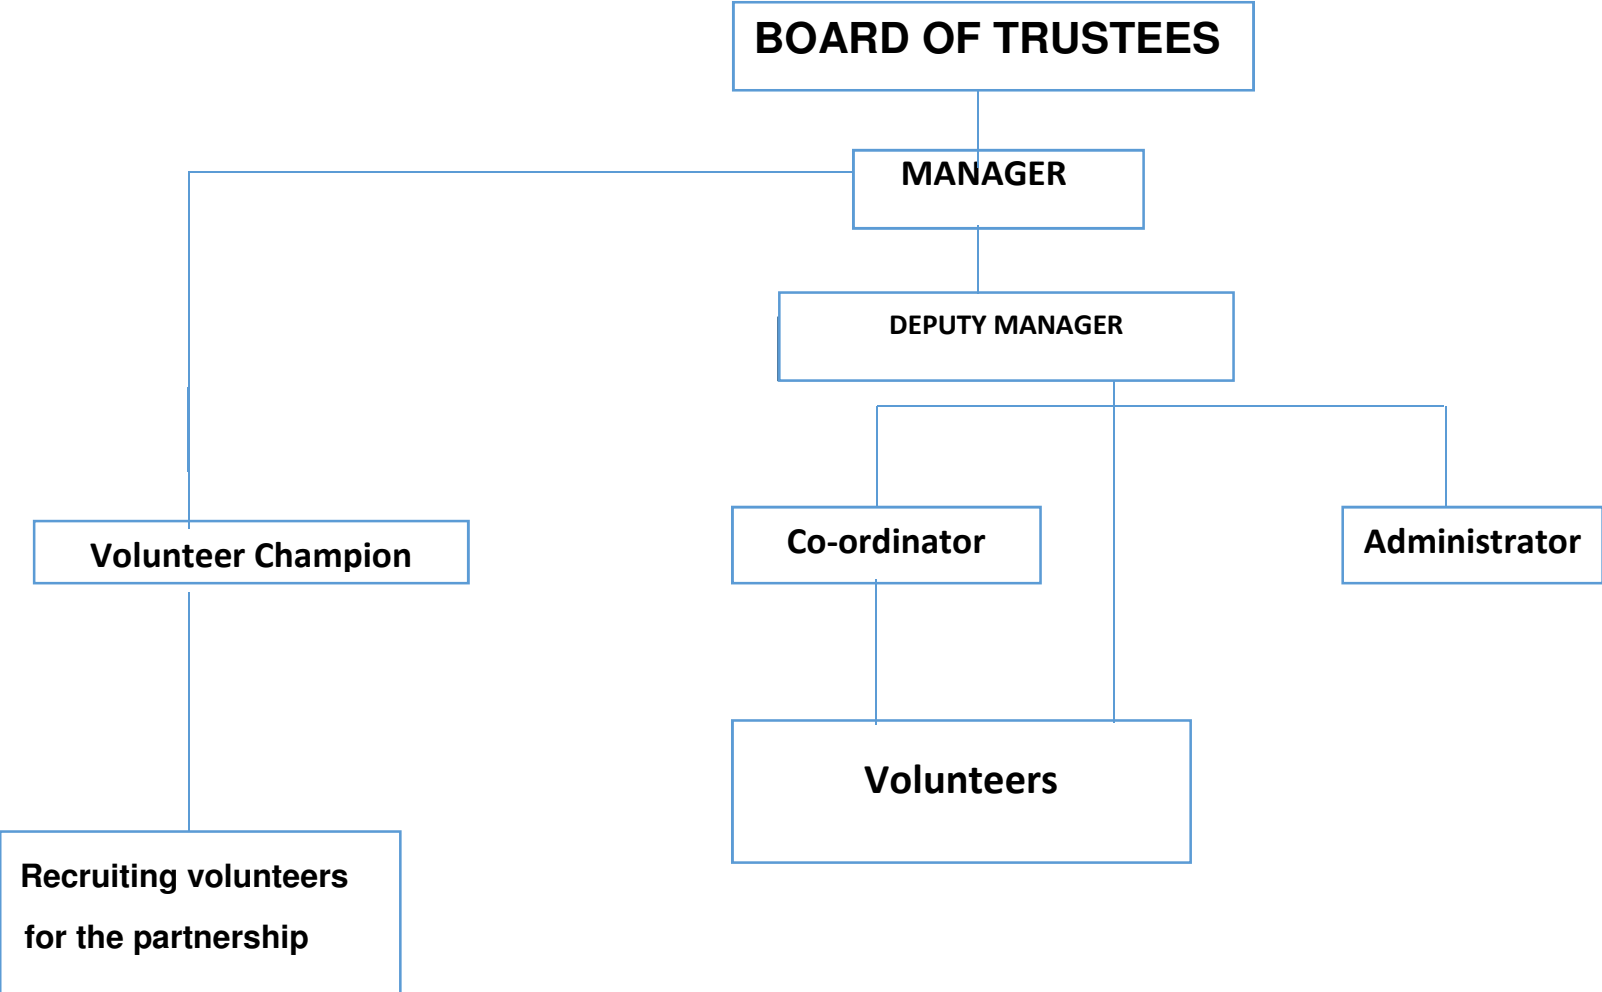 BOARD OF TRUSTEES
MANAGER
DEPUTY MANAGER
Volunteer Champion
Co-ordinator
Administrator
Volunteers
Recruiting volunteers
for the partnership